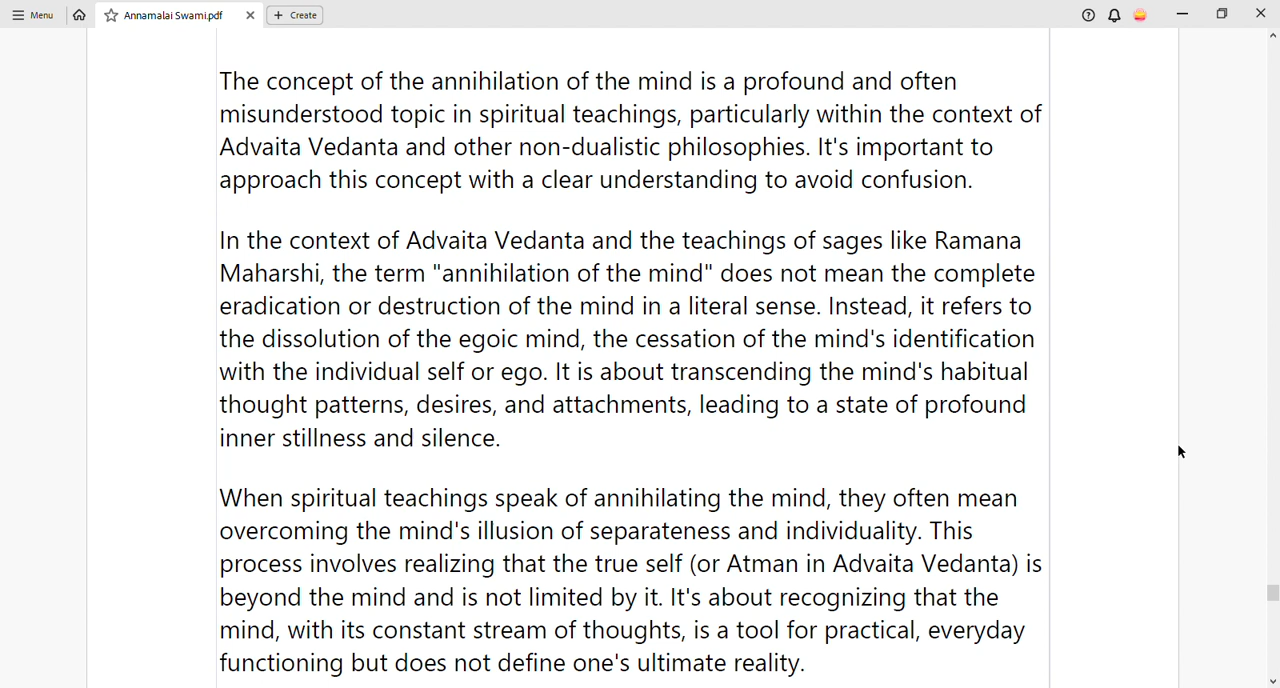 Menu
Annamalai Swami.pdf
+ Create
The concept of the annihilation of the mind is a profound and often
misunderstood topic in spiritual teachings, particularly within the context of
Advaita Vedanta and other non-dualistic philosophies. It's important to
approach this concept with a clear understanding to avoid confusion.
In the context of Advaita Vedanta and the teachings of sages like Ramana
Maharshi, the term "annihilation of the mind" does not mean the complete
eradication or destruction of the mind in a literal sense. Instead, it refers to
the dissolution of the egoic mind, the cessation of the mind's identification
with the individual self or ego. It is about transcending the mind's habitual
thought patterns, desires, and attachments, leading to a state of profound
inner stillness and silence.
When spiritual teachings speak of annihilating the mind, they often mean
overcoming the mind's illusion of separateness and individuality. This
process involves realizing that the true self (or Atman in Advaita Vedanta) is
beyond the mind and is not limited by it. It's about recognizing that the
mind, with its constant stream of thoughts, is a tool for practical, everyday
functioning but does not define one's ultimate reality.